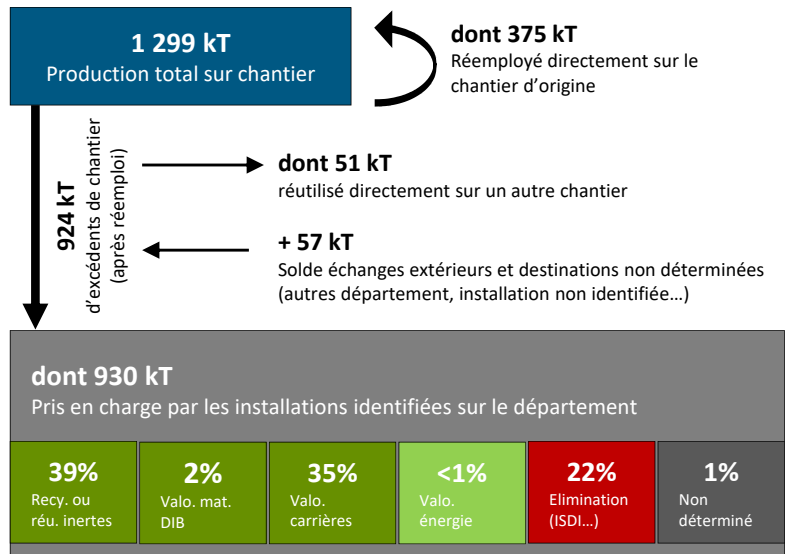 1 299 kT
Production total sur chantier
dont 375 kT
Réemployé directement sur le
chantier d'origine
924 kT
d'excédents de chantier
(après réemploi)
dont 51 kT
réutilisé directement sur un autre chantier
+ 57 kT
Solde échanges extérieurs et destinations non déterminées
(autres département, installation non identifiée…)
dont 930 kT
Pris en charge par les installations identifiées sur le département
39%
Recy. ou
réu. inertes
2%
Valo. mat.
DIB
35%
Valo.
carrières
<1%
Valo.
énergie
22%
Elimination
(ISDI…)
1%
Non
déterminé